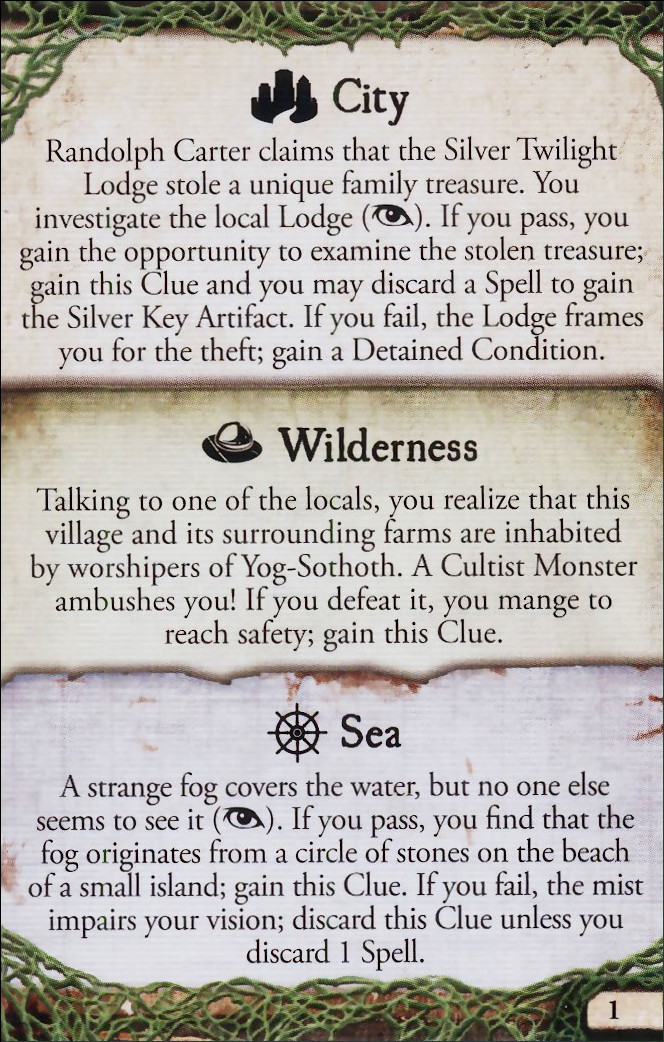 City
Randolph Carter claims that the Silver Twilight
Lodge stole a unique family treasure. You
investigate the local Lodge (). If you pass, you
gain the opportunity to examine the stolen treasure;
gain this Clue and you may discard a Spell to gain
the Silver Key Artifact. If you fail, the Lodge frames
you for the theft; gain a Detained Condition.
Wilderness
Talking to one of the locals, you realize that this
village and its surrounding farms are inhabited
by worshipers of Yog-Sothoth. A Cultist Monster
ambushes you! If you defeat it, you mange to
reach safety; gain this Clue.
Sea
A strange fog covers the water, but no one else
seems to see it (). If you pass, you find that the
fog originates from a circle of stones on the beach
of a small island; gain this Clue. If you fail, the mist
impairs your vision; discard this Clue unless you
discard 1 Spell.
1